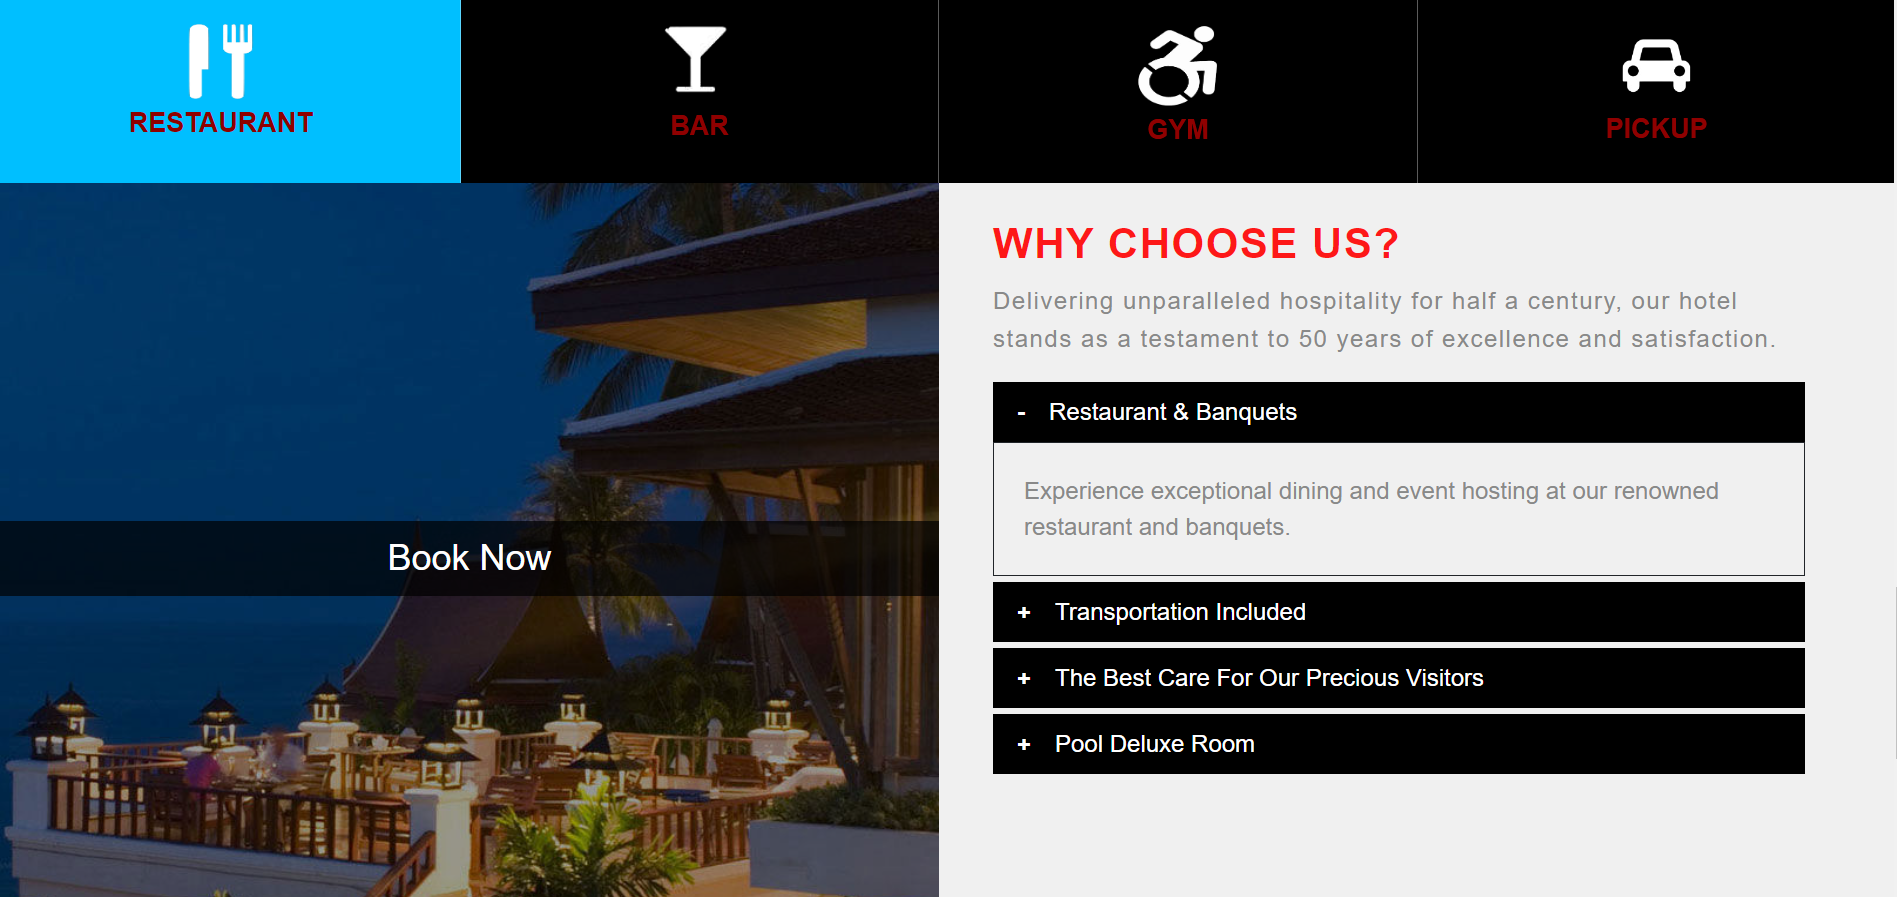 RESTAURANT
BAR
GYM
PICKUP
Book Now
WHY CHOOSE US?
Delivering unparalleled hospitality for half a century, our hotel
stands as a testament to 50 years of excellence and satisfaction.
- Restaurant & Banquets
Experience exceptional dining and event hosting at our renowned
restaurant and banquets.
+ Transportation Included
+ The Best Care For Our Precious Visitors
+ Pool Deluxe Room